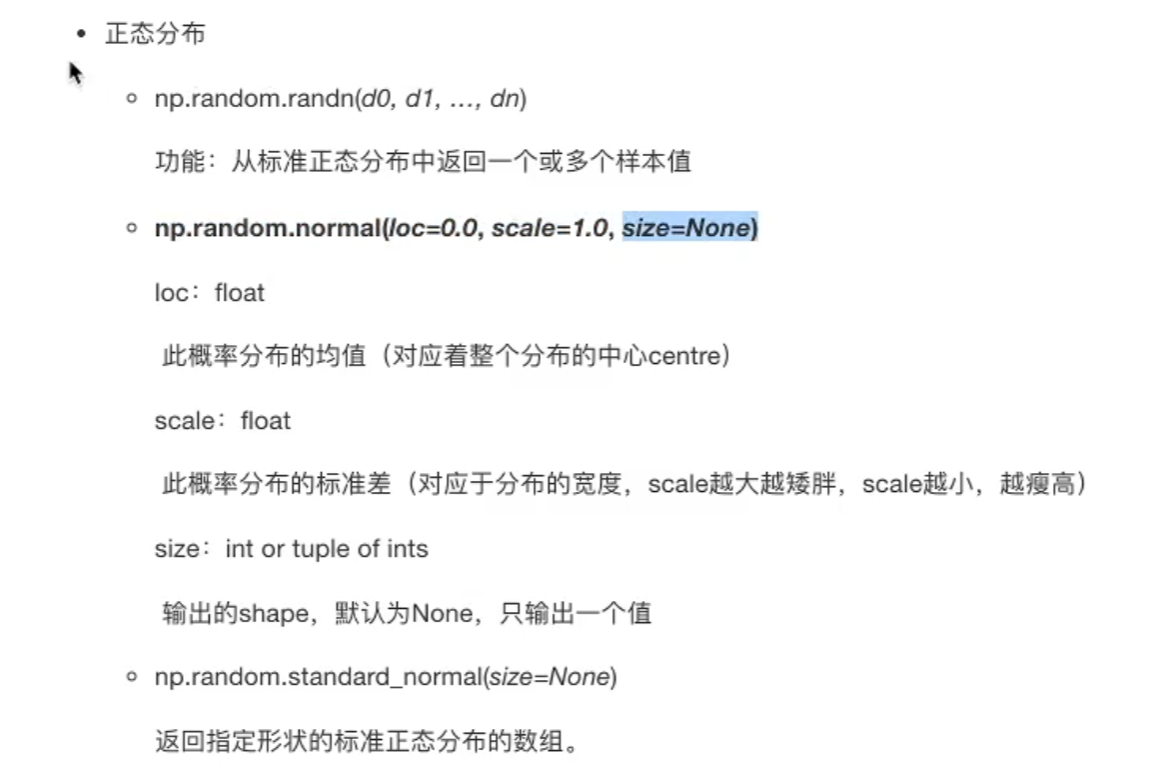 正态分布
np.random.randn(d0, d1, …, dn)
功能：从标准正态分布中返回一个或多个样本值
np.random.normal(loc=0.0, scale=1.0, size=None)
loc：float
此概率分布的均值（对应着整个分布的中心centre）
scale：float
此概率分布的标准差（对应于分布的宽度，scale越大越矮胖，scale越小，越瘦高）
size：int or tuple of ints
输出的shape，默认为None，只输出一个值
np.random.standard_normal(size=None)
返回指定形状的标准正态分布的数组。